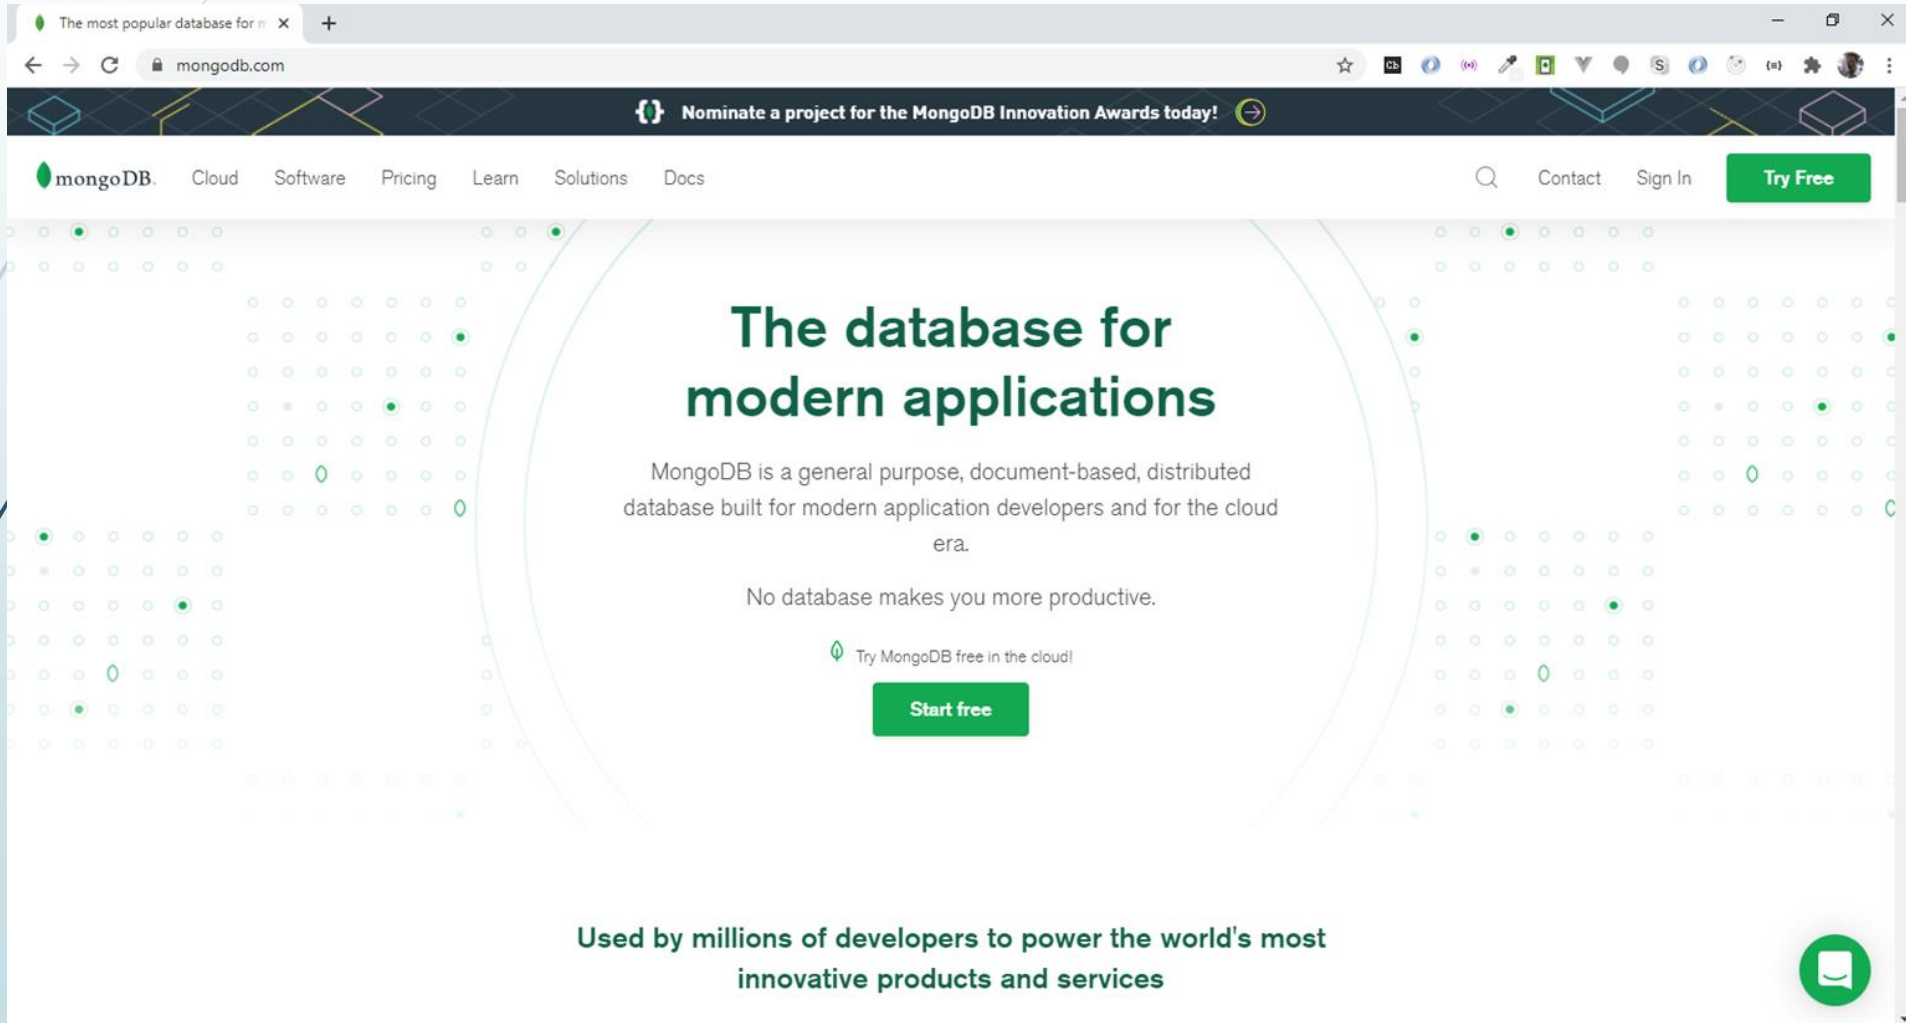 The most popular database for m
mongodb.com
Nominate a project for the MongoDB Innovation Awards today!
mongoDB.
Cloud
Software
Pricing
Learn
Solutions
Docs
Contact
Sign In
Try Free
The database for
modern applications
MongoDB is a general purpose, document-based, distributed
database built for modern application developers and for the cloud
era.
No database makes you more productive.
Try MongoDB free in the cloud!
Start free
Used by millions of developers to power the world's most
innovative products and services